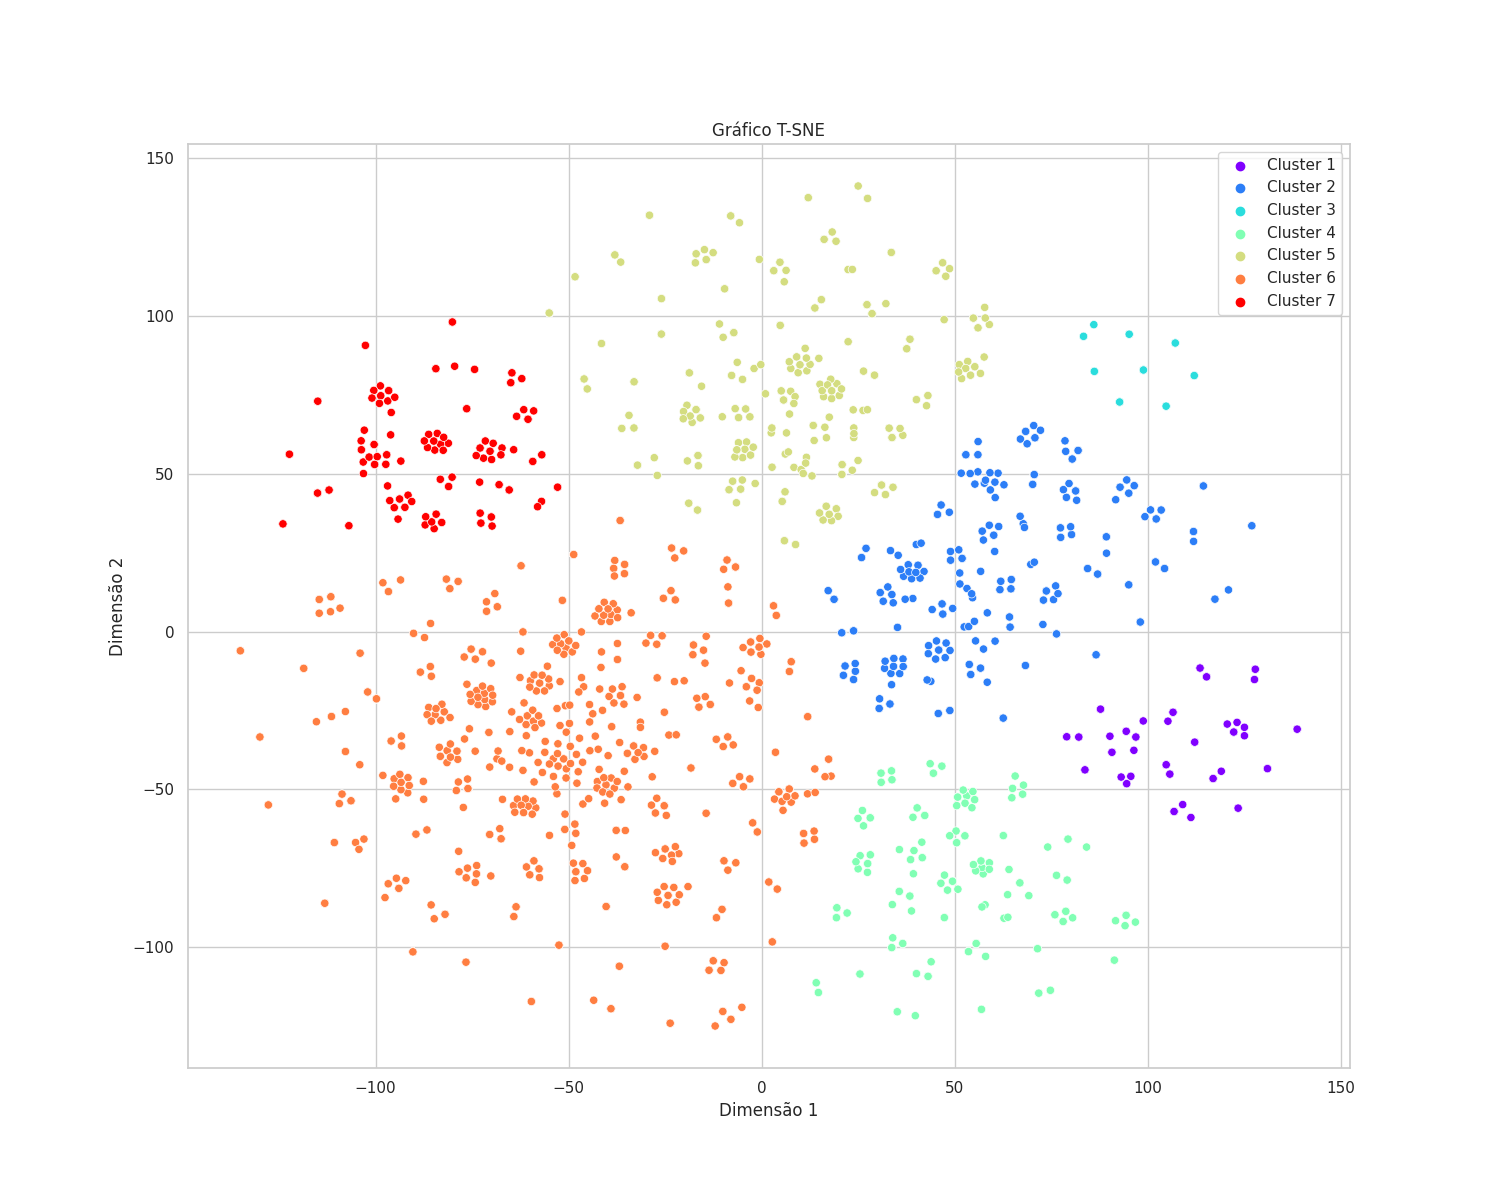 Gráfico T-SNE
Cluster 1
Cluster 2
Cluster 3
Cluster 4
Cluster 5
Cluster 6
Cluster 7
150
100
50
0
−50
−100
Dimensão 2
−100
−50
0
50
100
150
Dimensão 1